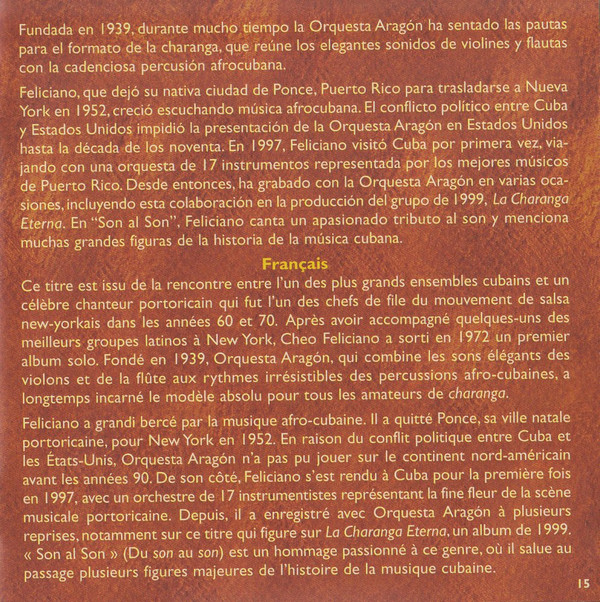 Fundada en 1939, durante mucho tiempo la Orquesta Aragón ha sentado las pautas
para el formato de la charanga, que reúne los elegantes sonidos de violines y flautas
con la cadenciosa percusión afrocubana.
Feliciano, que dejó su nativa ciudad de Ponce, Puerto Rico para trasladarse a Nueva
York en 1952, creció escuchando música afrocubana. El conflicto político entre Cuba
y Estados Unidos impidió la presentación de la Orquesta Aragón en Estados Unidos
hasta la década de los noventa. En 1997, Feliciano visitó Cuba por primera vez, via-
jando con una orquesta de 17 instrumentos representada por los mejores músicos
de Puerto Rico. Desde entonces, ha grabado con la Orquesta Aragón en varias oca-
siones, incluyendo esta colaboración en la producción del grupo de 1999, La Charanga
Eterna. En “Son al Son”, Feliciano canta un apasionado tributo al son y menciona
muchas grandes figuras de la historia de la música cubana.
Français
Ce titre est issu de la rencontre entre l’un des plus grands ensembles cubains et un
célèbre chanteur portoricain qui fut l’un des chefs de file du mouvement de salsa
new-yorkais dans les années 60 et 70. Après avoir accompagné quelques-uns des
meilleurs groupes latinos à New York, Cheo Feliciano a sorti en 1972 un premier
album solo. Fondé en 1939, Orquesta Aragón, qui combine les sons élégants des
violons et de la flûte aux rythmes irrésistibles des percussions afro-cubaines, a
longtemps incarné le modèle absolu pour tous les amateurs de charanga.
Feliciano a grandi bercé par la musique afro-cubaine. Il a quitté Ponce, sa ville natale
portoricaine, pour New York en 1952. En raison du conflit politique entre Cuba et
les États-Unis, Orquesta Aragón n’a pas pu jouer sur le continent nord-américain
avant les années 90. De son côté, Feliciano s’est rendu à Cuba pour la première fois
en 1997, avec un orchestre de 17 instrumentistes représentant la fine fleur de la scène
musicale portoricaine. Depuis, il a enregistré avec Orquesta Aragón à plusieurs
reprises, notamment sur ce titre qui figure sur La Charanga Eterna, un album de 1999.
« Son al Son » (Du son au son) est un hommage passionné à ce genre, où il salue au
passage plusieurs figures majeures de l’histoire de la musique cubaine.
15